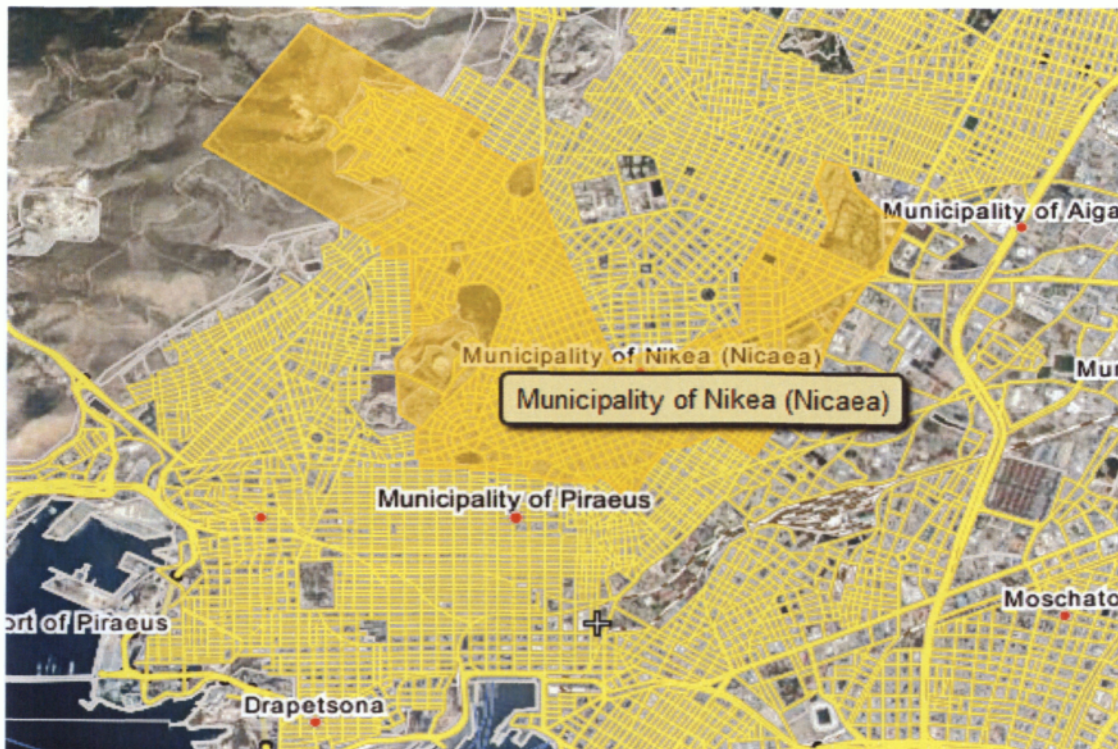 Municipality of Aiga
Municipality of Nikea (Nicaea)
Municipality of Nikea (Nicaea)
Mun
Municipality of Piraeus
Moschato
ort of Piraeus
Drapetsona